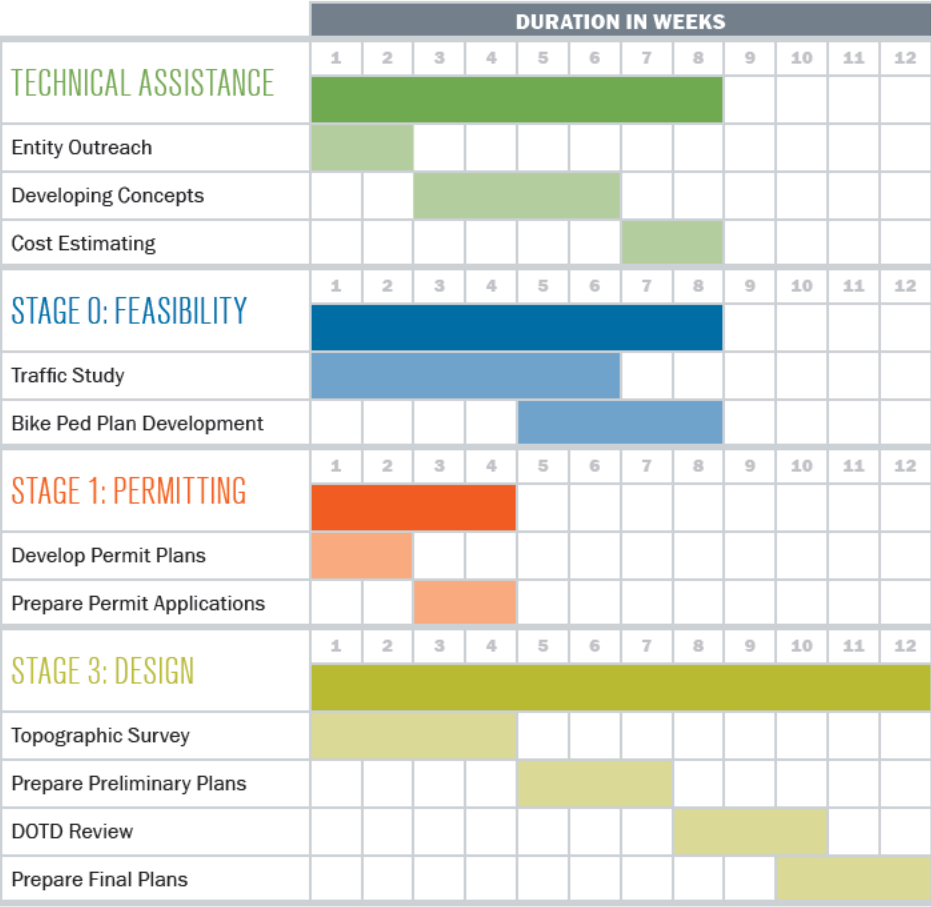 DURATION IN WEEKS
1 2 3 4 5 6 7 8 9 10 11 12
TECHNICAL ASSISTANCE
Entity Outreach
Developing Concepts
Cost Estimating
1 2 3 4 5 6 7 8 9 10 11 12
STAGE 0: FEASIBILITY
Traffic Study
Bike Ped Plan Development
1 2 3 4 5 6 7 8 9 10 11 12
STAGE 1: PERMITTING
Develop Permit Plans
Prepare Permit Applications
1 2 3 4 5 6 7 8 9 10 11 12
STAGE 3: DESIGN
Topographic Survey
Prepare Preliminary Plans
DOTD Review
Prepare Final Plans